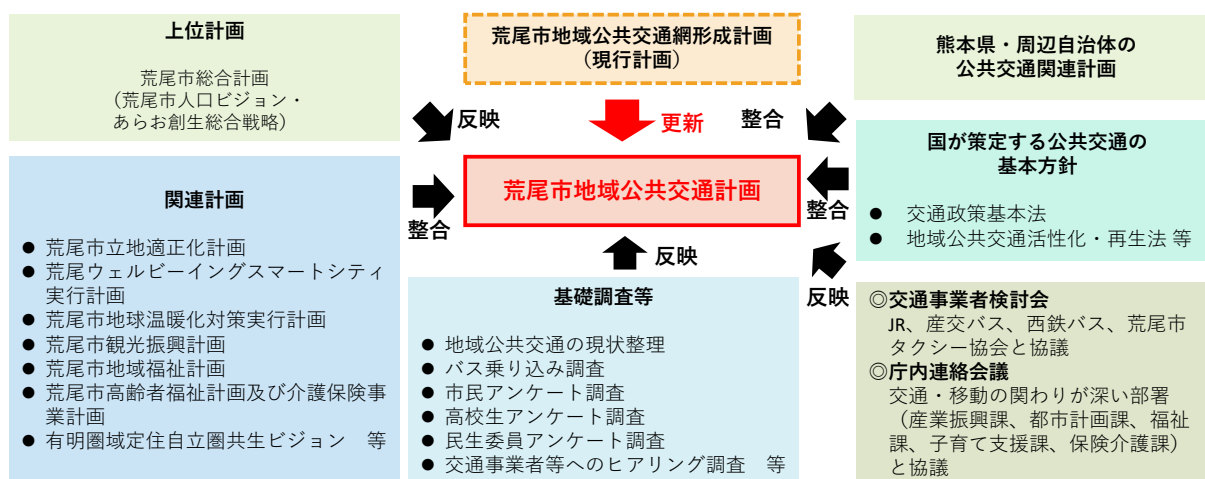 上位計画
荒尾市総合計画
(荒尾市人口ビジョン・
あらお創生総合戦略)
荒尾市地域公共交通網形成計画
(現行計画)
熊本県・周辺自治体の
公共交通関連計画
反映
更新
整合
荒尾市地域公共交通計画
関連計画
● 荒尾市立地適正化計画
● 荒尾ウェルビーイングスマートシティ
実行計画
● 荒尾市地球温暖化対策実行計画
● 荒尾市観光振興計画
● 荒尾市地域福祉計画
● 荒尾市高齢者福祉計画及び介護保険事
業計画
● 有明圏域定住自立圏共生ビジョン 等
整合
整合
国が策定する公共交通の
基本方針
● 交通政策基本法
● 地域公共交通活性化・再生法 等
反映
反映
基礎調査等
● 地域公共交通の現状整理
● バス乗り込み調査
● 市民アンケート調査
● 高校生アンケート調査
● 民生委員アンケート調査
● 交通事業者等へのヒアリング調査 等
◎交通事業者検討会
JR、産交バス、西鉄バス、荒尾市
タクシー協会と協議
◎庁内連絡会議
交通・移動の関わりが深い部署
(産業振興課、都市計画課、福祉
課、子育て支援課、保険介護課)
と協議